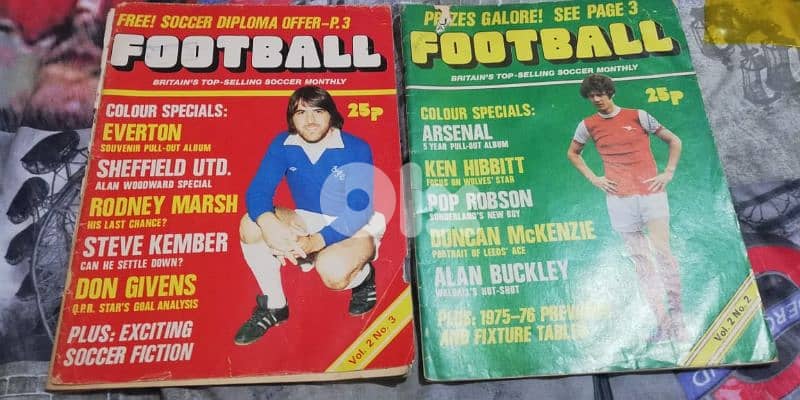 FREE! SOCCER DIPLOMA OFFER-P.3
FOOTBALL
BRITAIN'S TOP-SELLING SOCCER MONTHLY
25p
COLOUR SPECIALS:
EVERTON
SOUVENIR PULL-OUT ALBUM
SHEFFIELD UTD.
ALAN WOODWARD SPECIAL
RODNEY MARSH
HIS LAST CHANCE?
STEVE KEMBER
CAN HE SETTLE DOWN?
DON GIVENS
Q.P.R. STAR'S GOAL ANALYSIS
PLUS: EXCITING
SOCCER FICTION
Vol. 2 No. 3
PRIZES GALORE! SEE PAGE 3
FOOTBALL
BRITAIN'S TOP-SELLING SOCCER MONTHLY
25p
COLOUR SPECIALS:
ARSENAL
5 YEAR PULL-OUT ALBUM
KEN HIBBITT
FOCUS ON WOLVES' STAR
POP ROBSON
SUNDERLAND'S NEW BOY
DUNCAN McKENZIE
PORTRAIT OF LEEDS' ACE
ALAN BUCKLEY
WALSALL'S HOT-SHOT
PLUS: 1975-76 PREVIEWS
AND FIXTURE TABLES
Vol. 2 No. 2